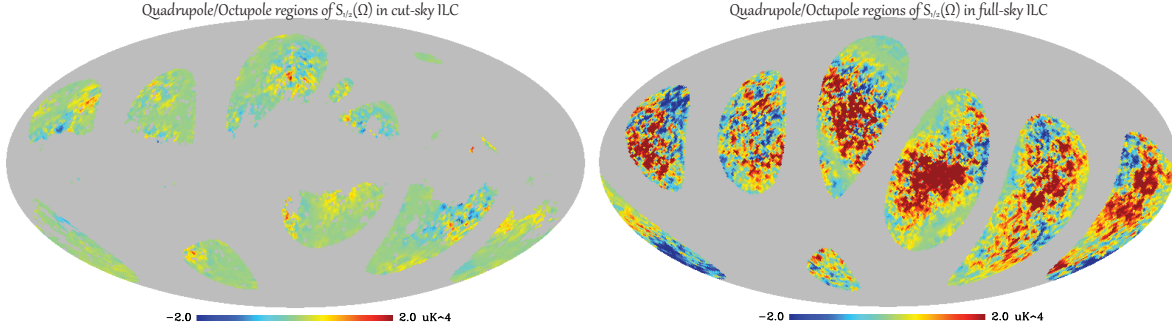 Quadrupole/Octupole regions of S₁/₂(Ω) in cut-sky ILC
Quadrupole/Octupole regions of S₁/₂(Ω) in full-sky ILC
-2.0 2.0 uK^4
-2.0 2.0 uK^4